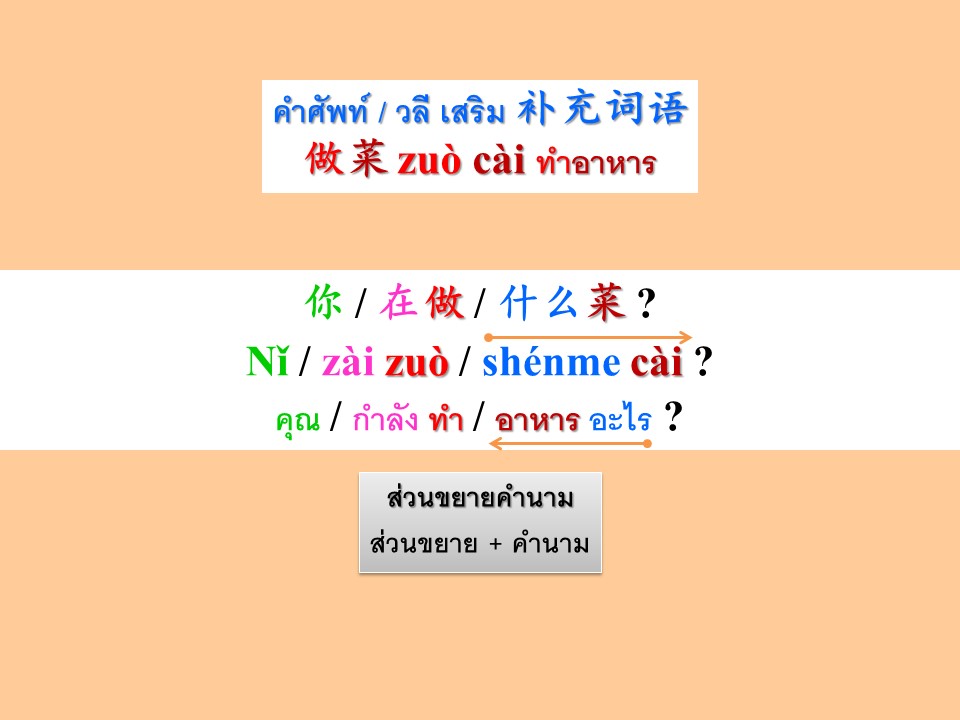 คำศัพท์ / วลี เสริม 补充词语
做菜 zuò cài ทำอาหาร
你 / 在做 / 什么菜 ?
Nǐ / zài zuò / shénme cài ?
คุณ / กำลัง ทำ / อาหาร อะไร ?
ส่วนขยายคำนาม
ส่วนขยาย + คำนาม